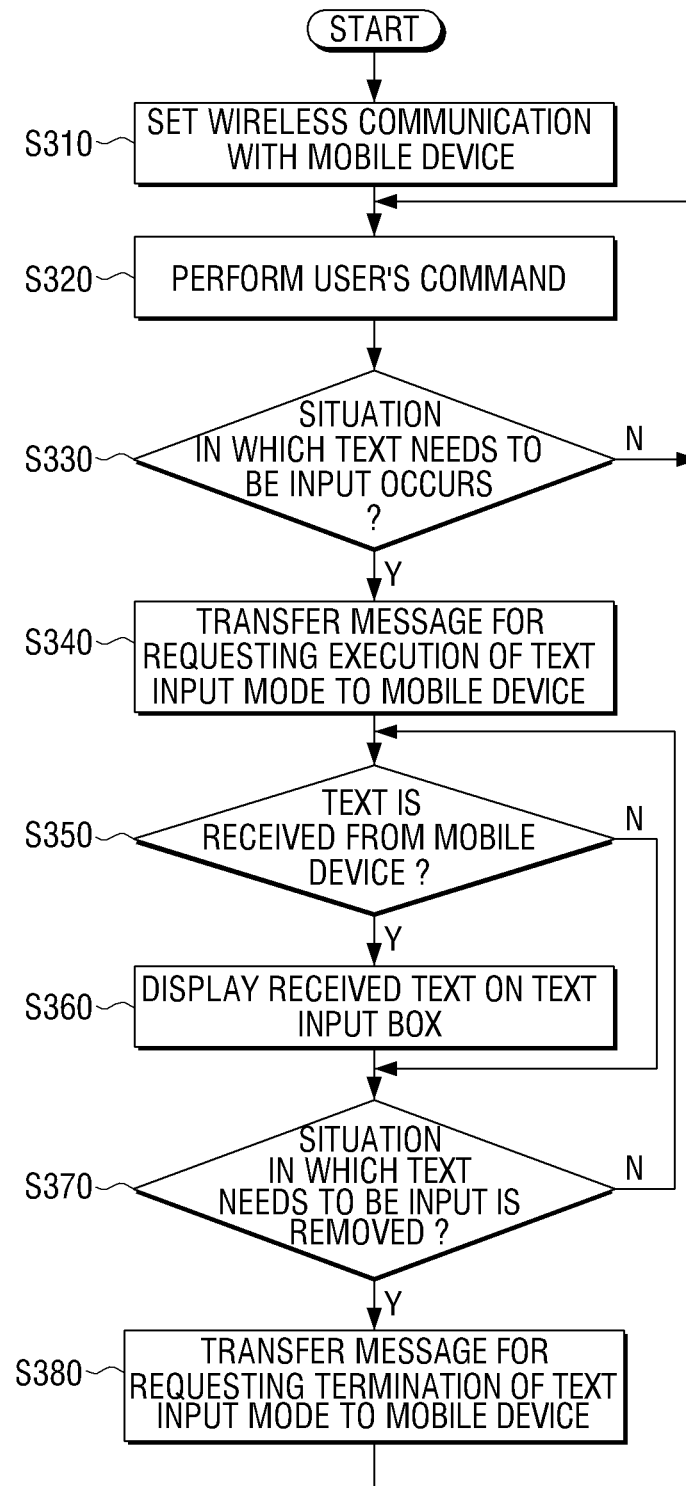 START
S310
SET WIRELESS COMMUNICATION
WITH MOBILE DEVICE
S320
PERFORM USER'S COMMAND
S330
SITUATION
IN WHICH TEXT NEEDS TO
BE INPUT OCCURS
?
N
Y
S340
TRANSFER MESSAGE FOR
REQUESTING EXECUTION OF TEXT
INPUT MODE TO MOBILE DEVICE
S350
TEXT IS
RECEIVED FROM MOBILE
DEVICE ?
N
Y
S360
DISPLAY RECEIVED TEXT ON TEXT
INPUT BOX
S370
SITUATION
IN WHICH TEXT
NEEDS TO BE INPUT IS
REMOVED ?
N
Y
S380
TRANSFER MESSAGE FOR
REQUESTING TERMINATION OF TEXT
INPUT MODE TO MOBILE DEVICE